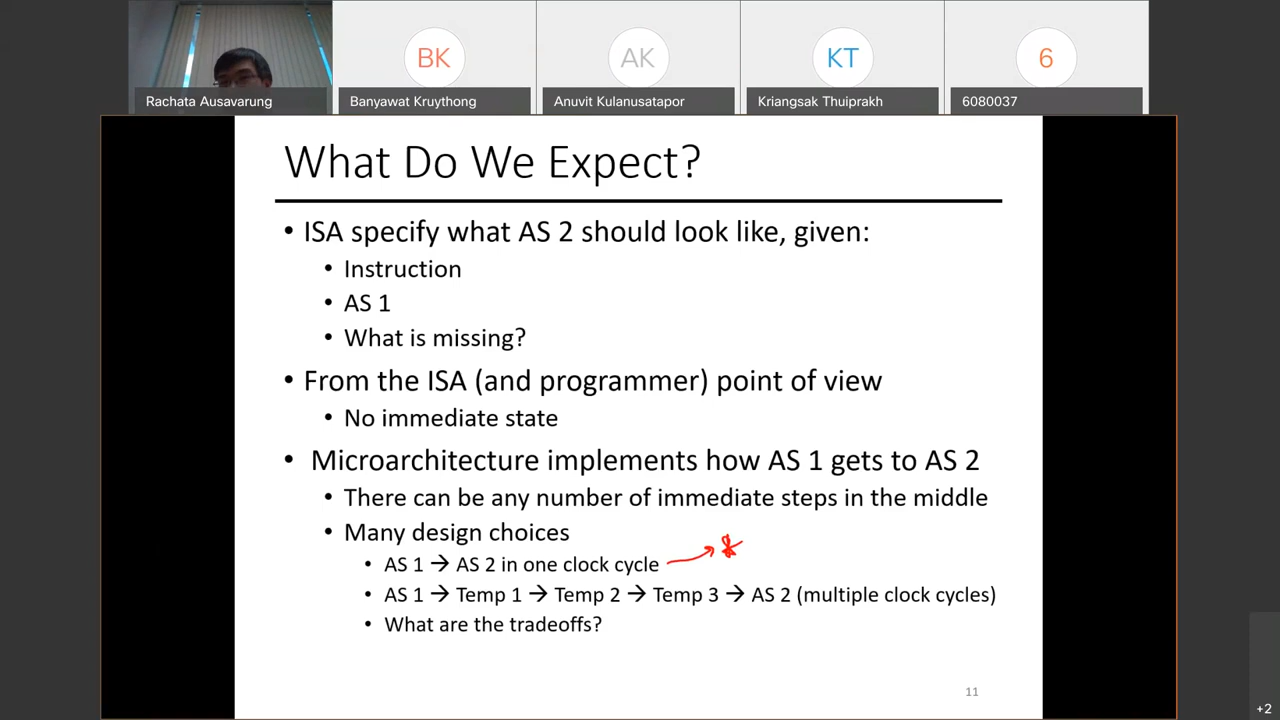 BK
AK
KT
6
Rachata Ausavarung
Banyawat Kruythong
Anuvit Kulanusatapor
Kriangsak Thuiprakh
6080037
What Do We Expect?
• ISA specify what AS 2 should look like, given:
• Instruction
• AS 1
• What is missing?
• From the ISA (and programmer) point of view
• No immediate state
• Microarchitecture implements how AS 1 gets to AS 2
• There can be any number of immediate steps in the middle
• Many design choices
• AS 1 → AS 2 in one clock cycle
• AS 1 → Temp 1 → Temp 2 → Temp 3 → AS 2 (multiple clock cycles)
• What are the tradeoffs?
11
+2